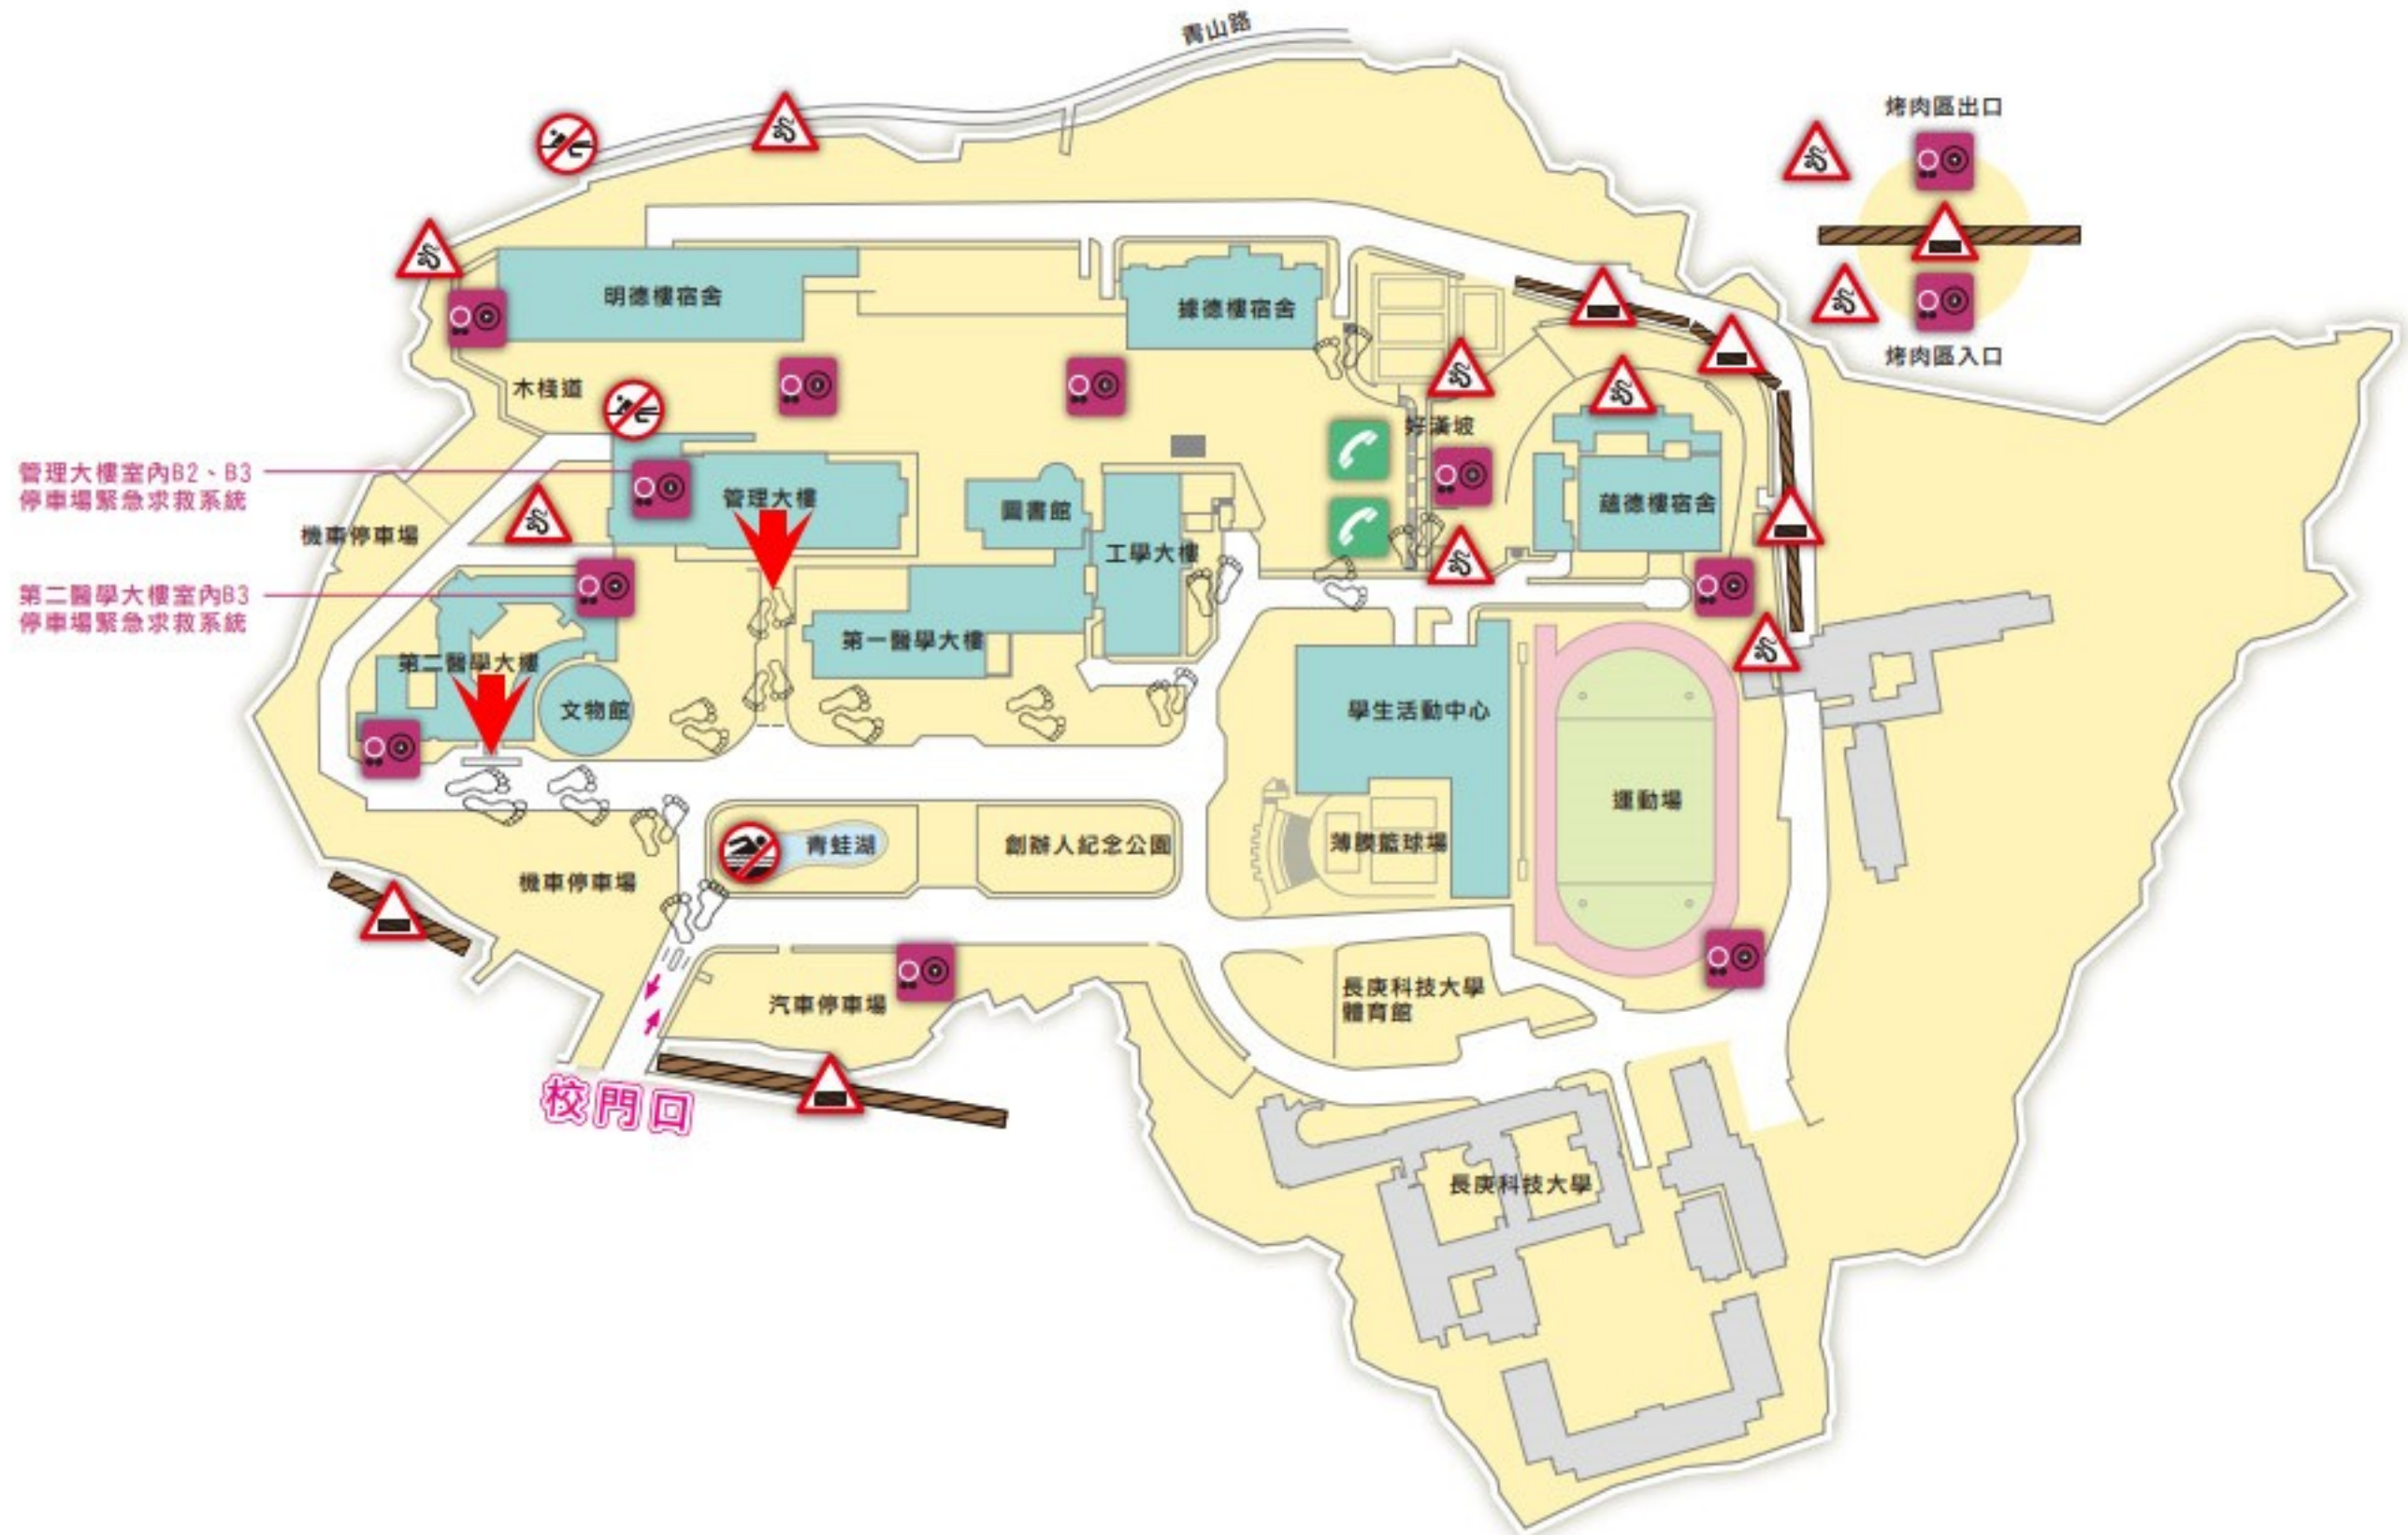 青山路
烤肉區出口
烤肉區入口
明德樓宿舍
據德樓宿舍
木棧道
好漢坡
管理大樓室內B2、B3
停車場緊急求救系統
管理大樓
圖書館
蘊德樓宿舍
機車停車場
工學大樓
第二醫學大樓室內B3
停車場緊急求救系統
第一醫學大樓
第二醫學大樓
文物館
學生活動中心
運動場
青蛙湖
創辦人紀念公園
薄膜籃球場
機車停車場
汽車停車場
長庚科技大學
體育館
校門口
長庚科技大學